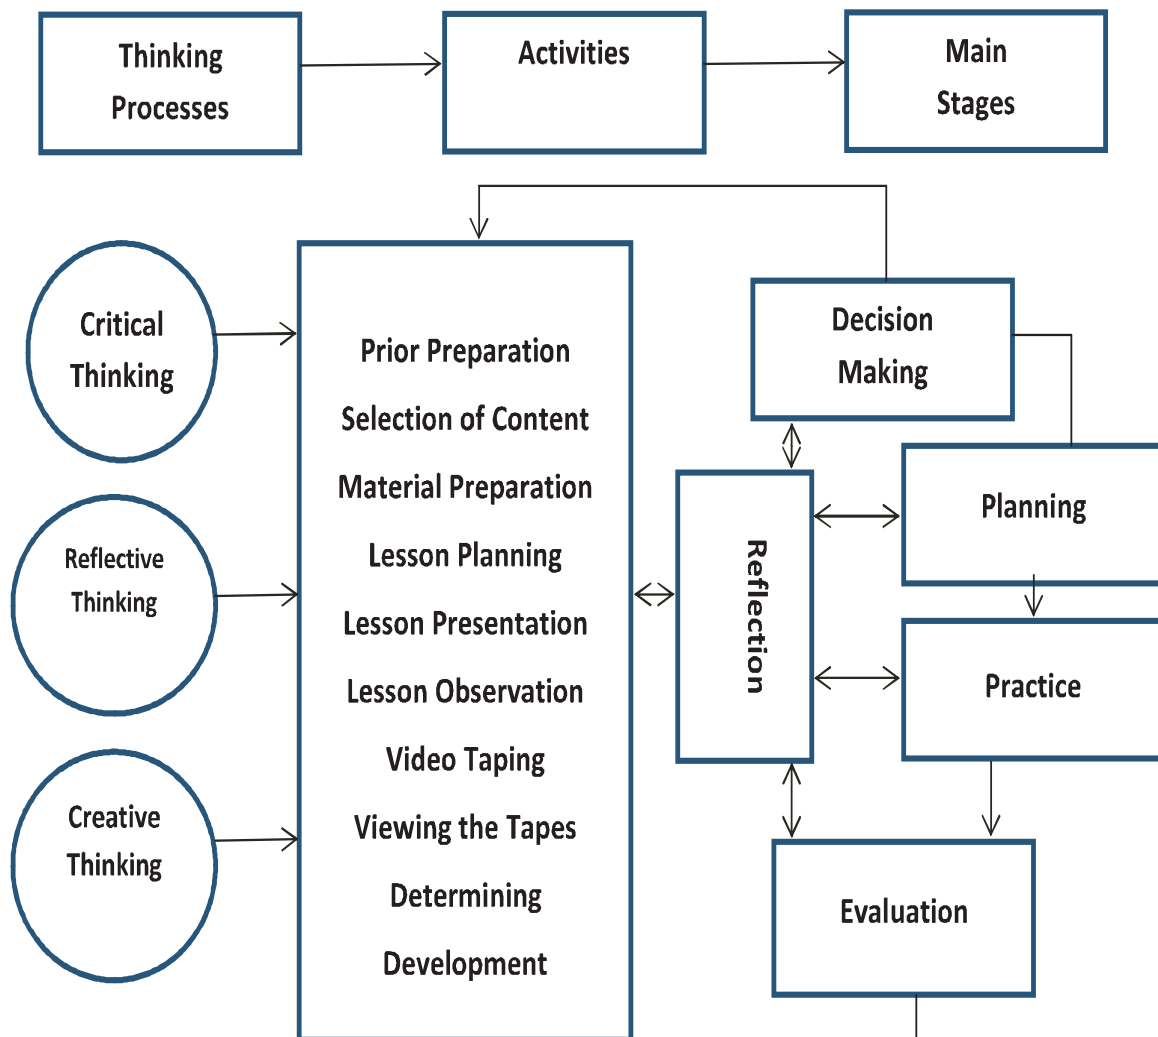 Thinking
Processes
Activities
Main
Stages
Critical
Thinking
Reflective
Thinking
Creative
Thinking
Prior Preparation
Selection of Content
Material Preparation
Lesson Planning
Lesson Presentation
Lesson Observation
Video Taping
Viewing the Tapes
Determining
Development
Decision
Making
Reflection
Planning
Practice
Evaluation